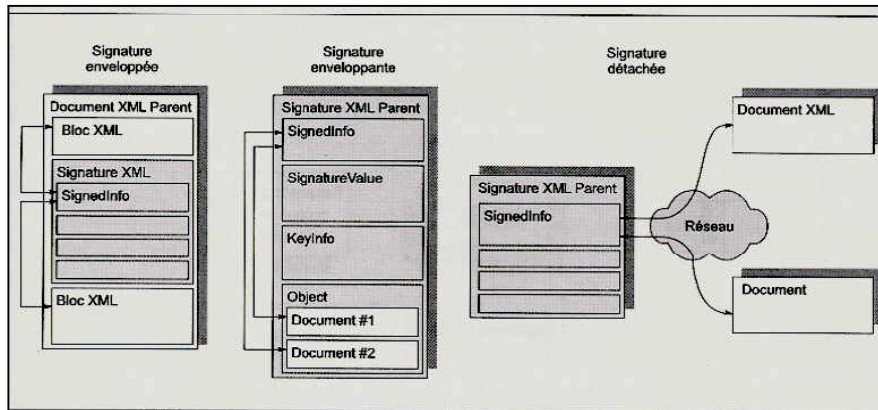 Signature
enveloppée
Document XML Parent
Bloc XML
Signature XML
SignedInfo
Bloc XML
Signature
enveloppante
Signature XML Parent
SignedInfo
SignatureValue
KeyInfo
Object
Document #1
Document #2
Signature
détachée
Signature XML Parent
SignedInfo
Réseau
Document XML
Document